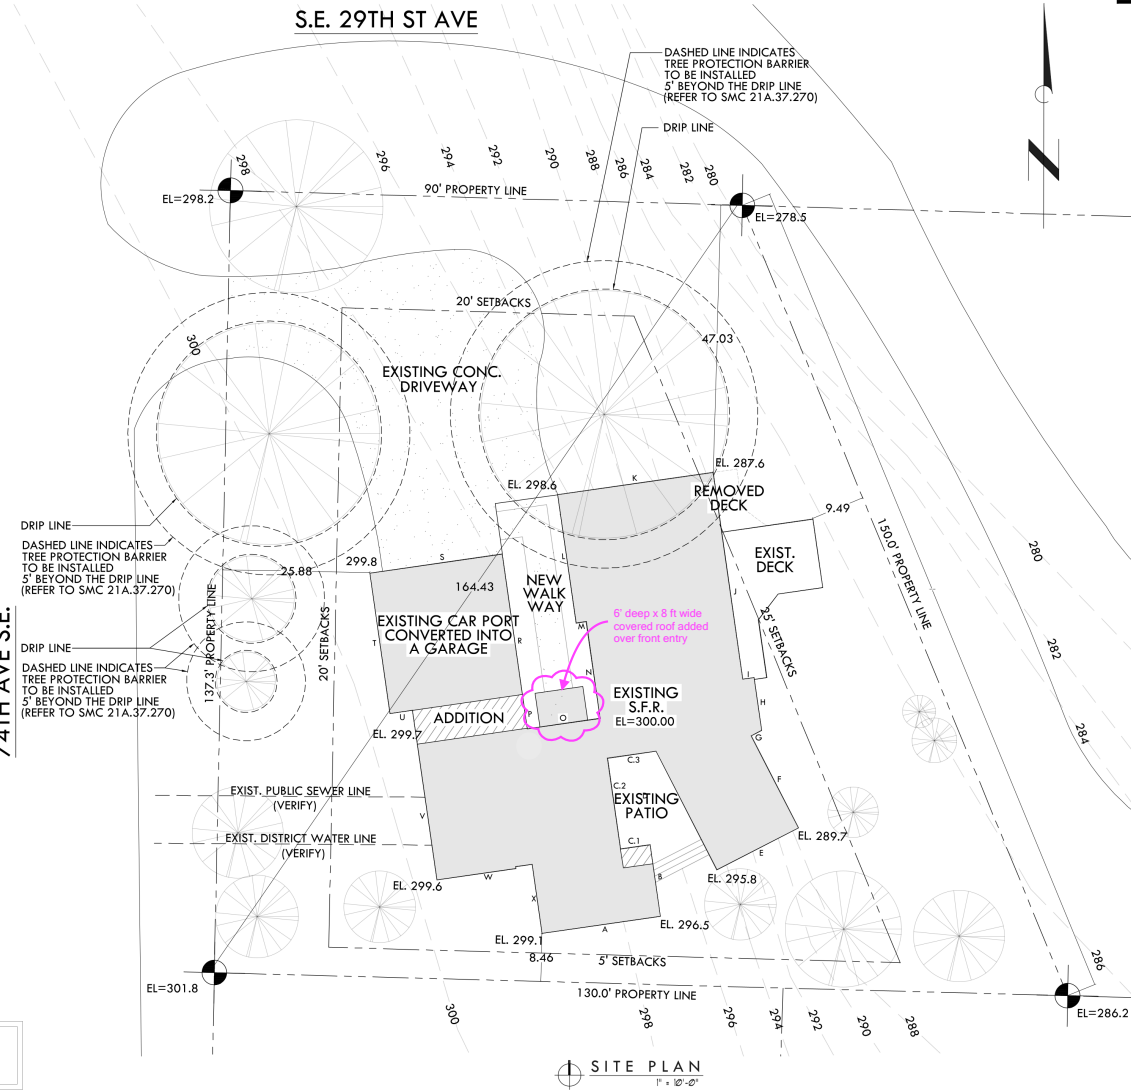 S.E. 29TH ST AVE
DASHED LINE INDICATES
TREE PROTECTION BARRIER
TO BE INSTALLED
5' BEYOND THE DRIP LINE
(REFER TO SMC 21A.37.270)
DRIP LINE
N
298
296
294
292
290
288
286
284
282
280
90' PROPERTY LINE
EL=298.2
EL=278.5
20' SETBACKS
47.03
300
EXISTING CONC.
DRIVEWAY
EL. 287.6
K
EL. 298.6
REMOVED
DECK
9.49
150.0' PROPERTY LINE
DRIP LINE
DASHED LINE INDICATES
TREE PROTECTION BARRIER
TO BE INSTALLED
5' BEYOND THE DRIP LINE
(REFER TO SMC 21A.37.270)
299.8
S
L
25.88
164.43
EXIST.
DECK
280
NEW
WALK
WAY
J
6' deep x 8 ft wide
covered roof added
over front entry
EXISTING CAR PORT
CONVERTED INTO
A GARAGE
M
T
R
25' SETBACKS
20' SETBACKS
137.3' PROPERTY LINE
74TH AVE S.E.
DRIP LINE
DASHED LINE INDICATES
TREE PROTECTION BARRIER
TO BE INSTALLED
5' BEYOND THE DRIP LINE
(REFER TO SMC 21A.37.270)
282
N
EXISTING
S.F.R.
EL=300.00
H
U
ADDITION
P
O
EL. 299.7
G
284
C.3
F
C.2
EXISTING
PATIO
EXIST. PUBLIC SEWER LINE
(VERIFY)
V
EXIST. DISTRICT WATER LINE
(VERIFY)
C.1
EL. 289.7
E
B
EL. 295.8
W
EL. 299.6
X
A
EL. 296.5
EL. 299.1
8.46
5' SETBACKS
286
EL=301.8
130.0' PROPERTY LINE
EL=286.2
300
298
296
294
292
290
288
SITE PLAN
1" = 10'-0"